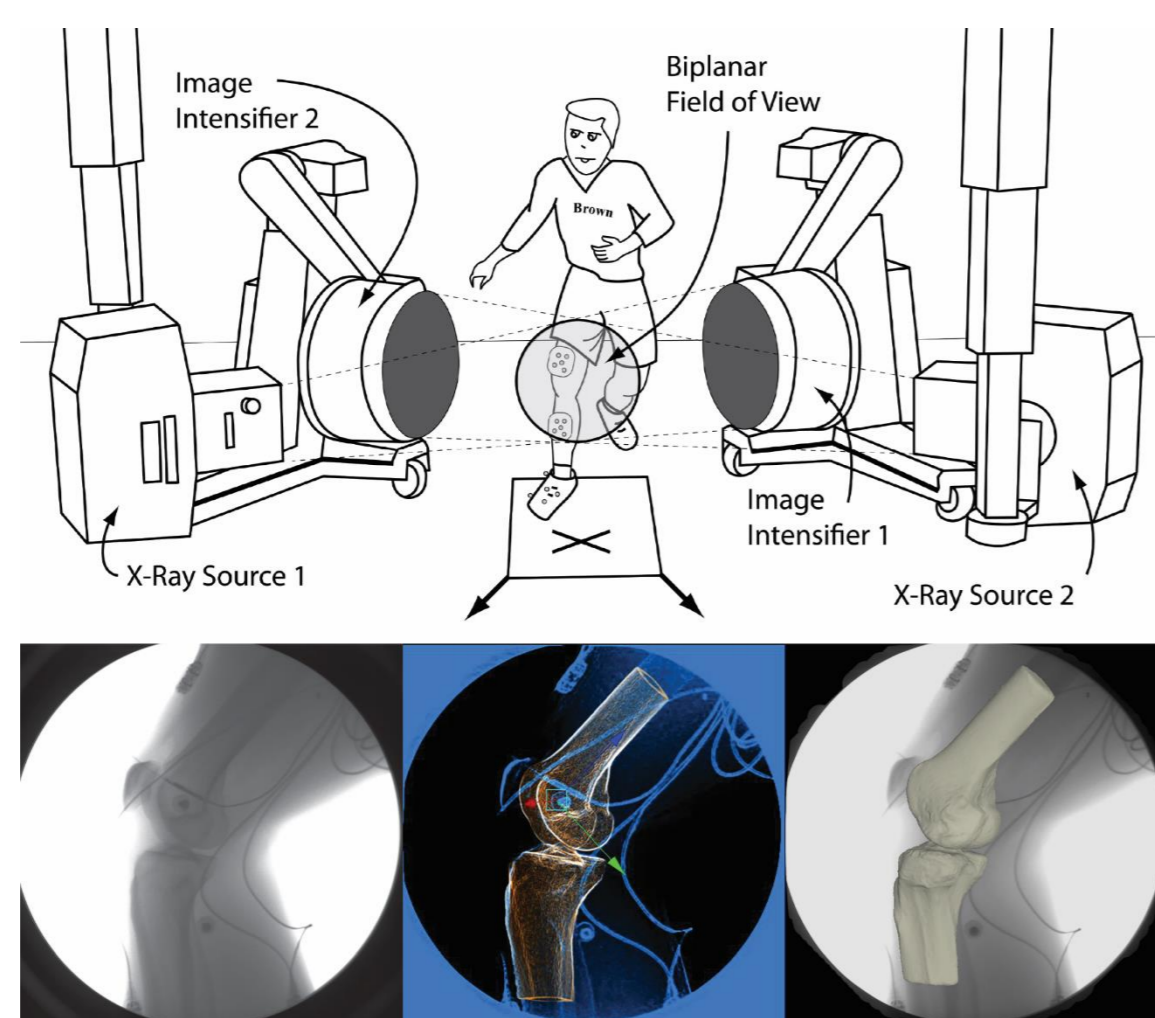 Image
Intensifier 2
Biplanar
Field of View
Brown
Image
Intensifier 1
X-Ray Source 1
X-Ray Source 2